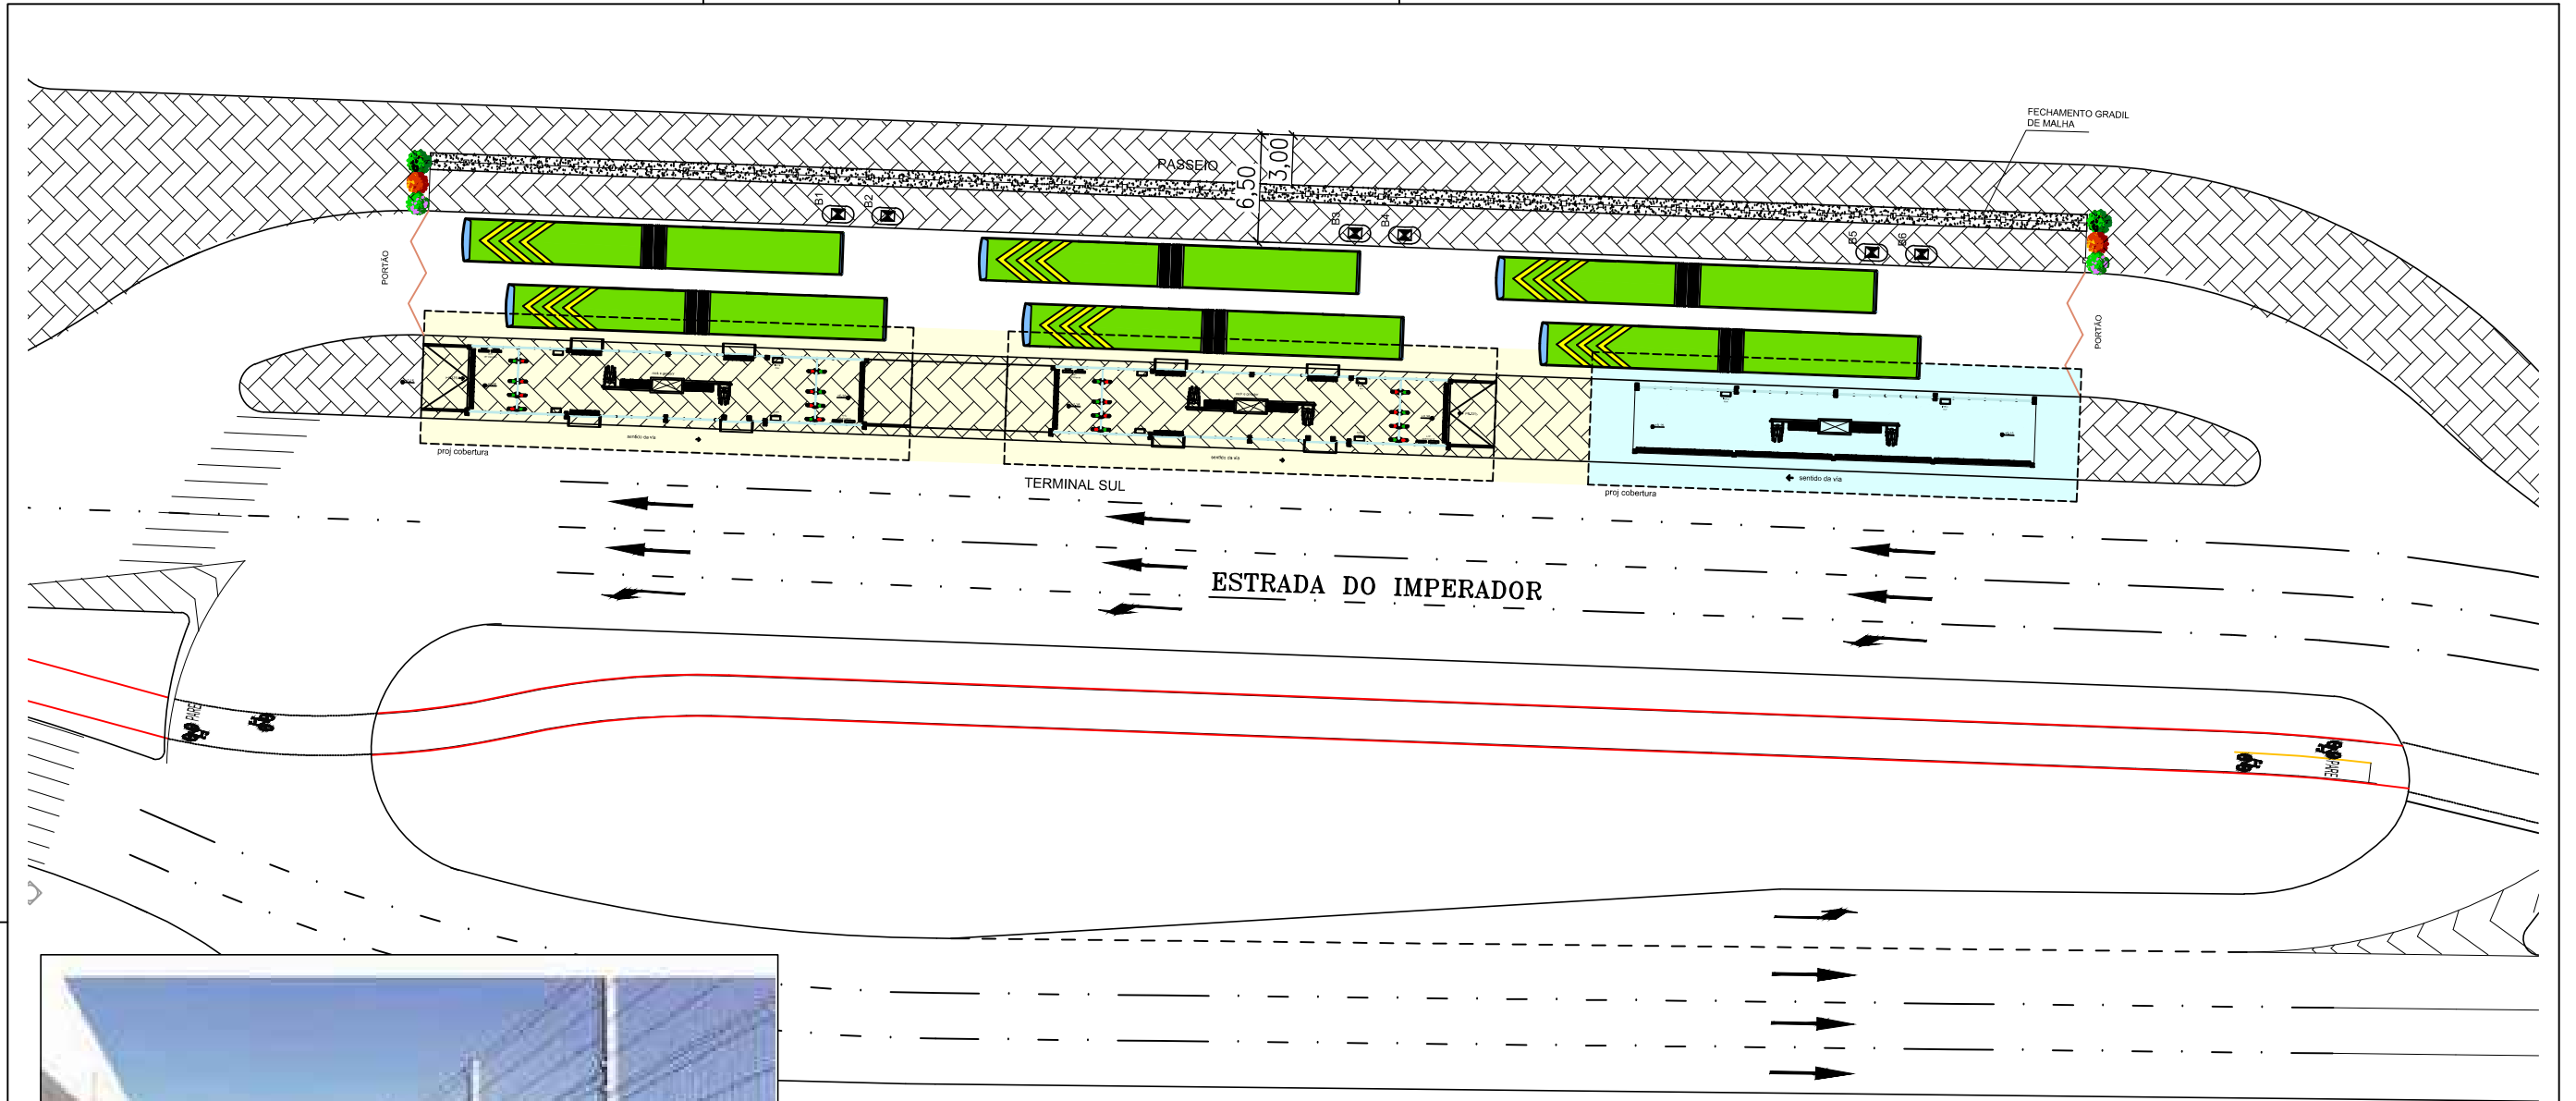 FECHAMENTO GRADIL
DE MALHA
PASSEIO
6,50
3,00
B1
B2
B3
B4
B5
B6
PORTÃO
PORTÃO
sentido da via
proj cobertura
sentido da via
TERMINAL SUL
sentido da via
proj cobertura
ESTRADA DO IMPERADOR
PARE
PARE